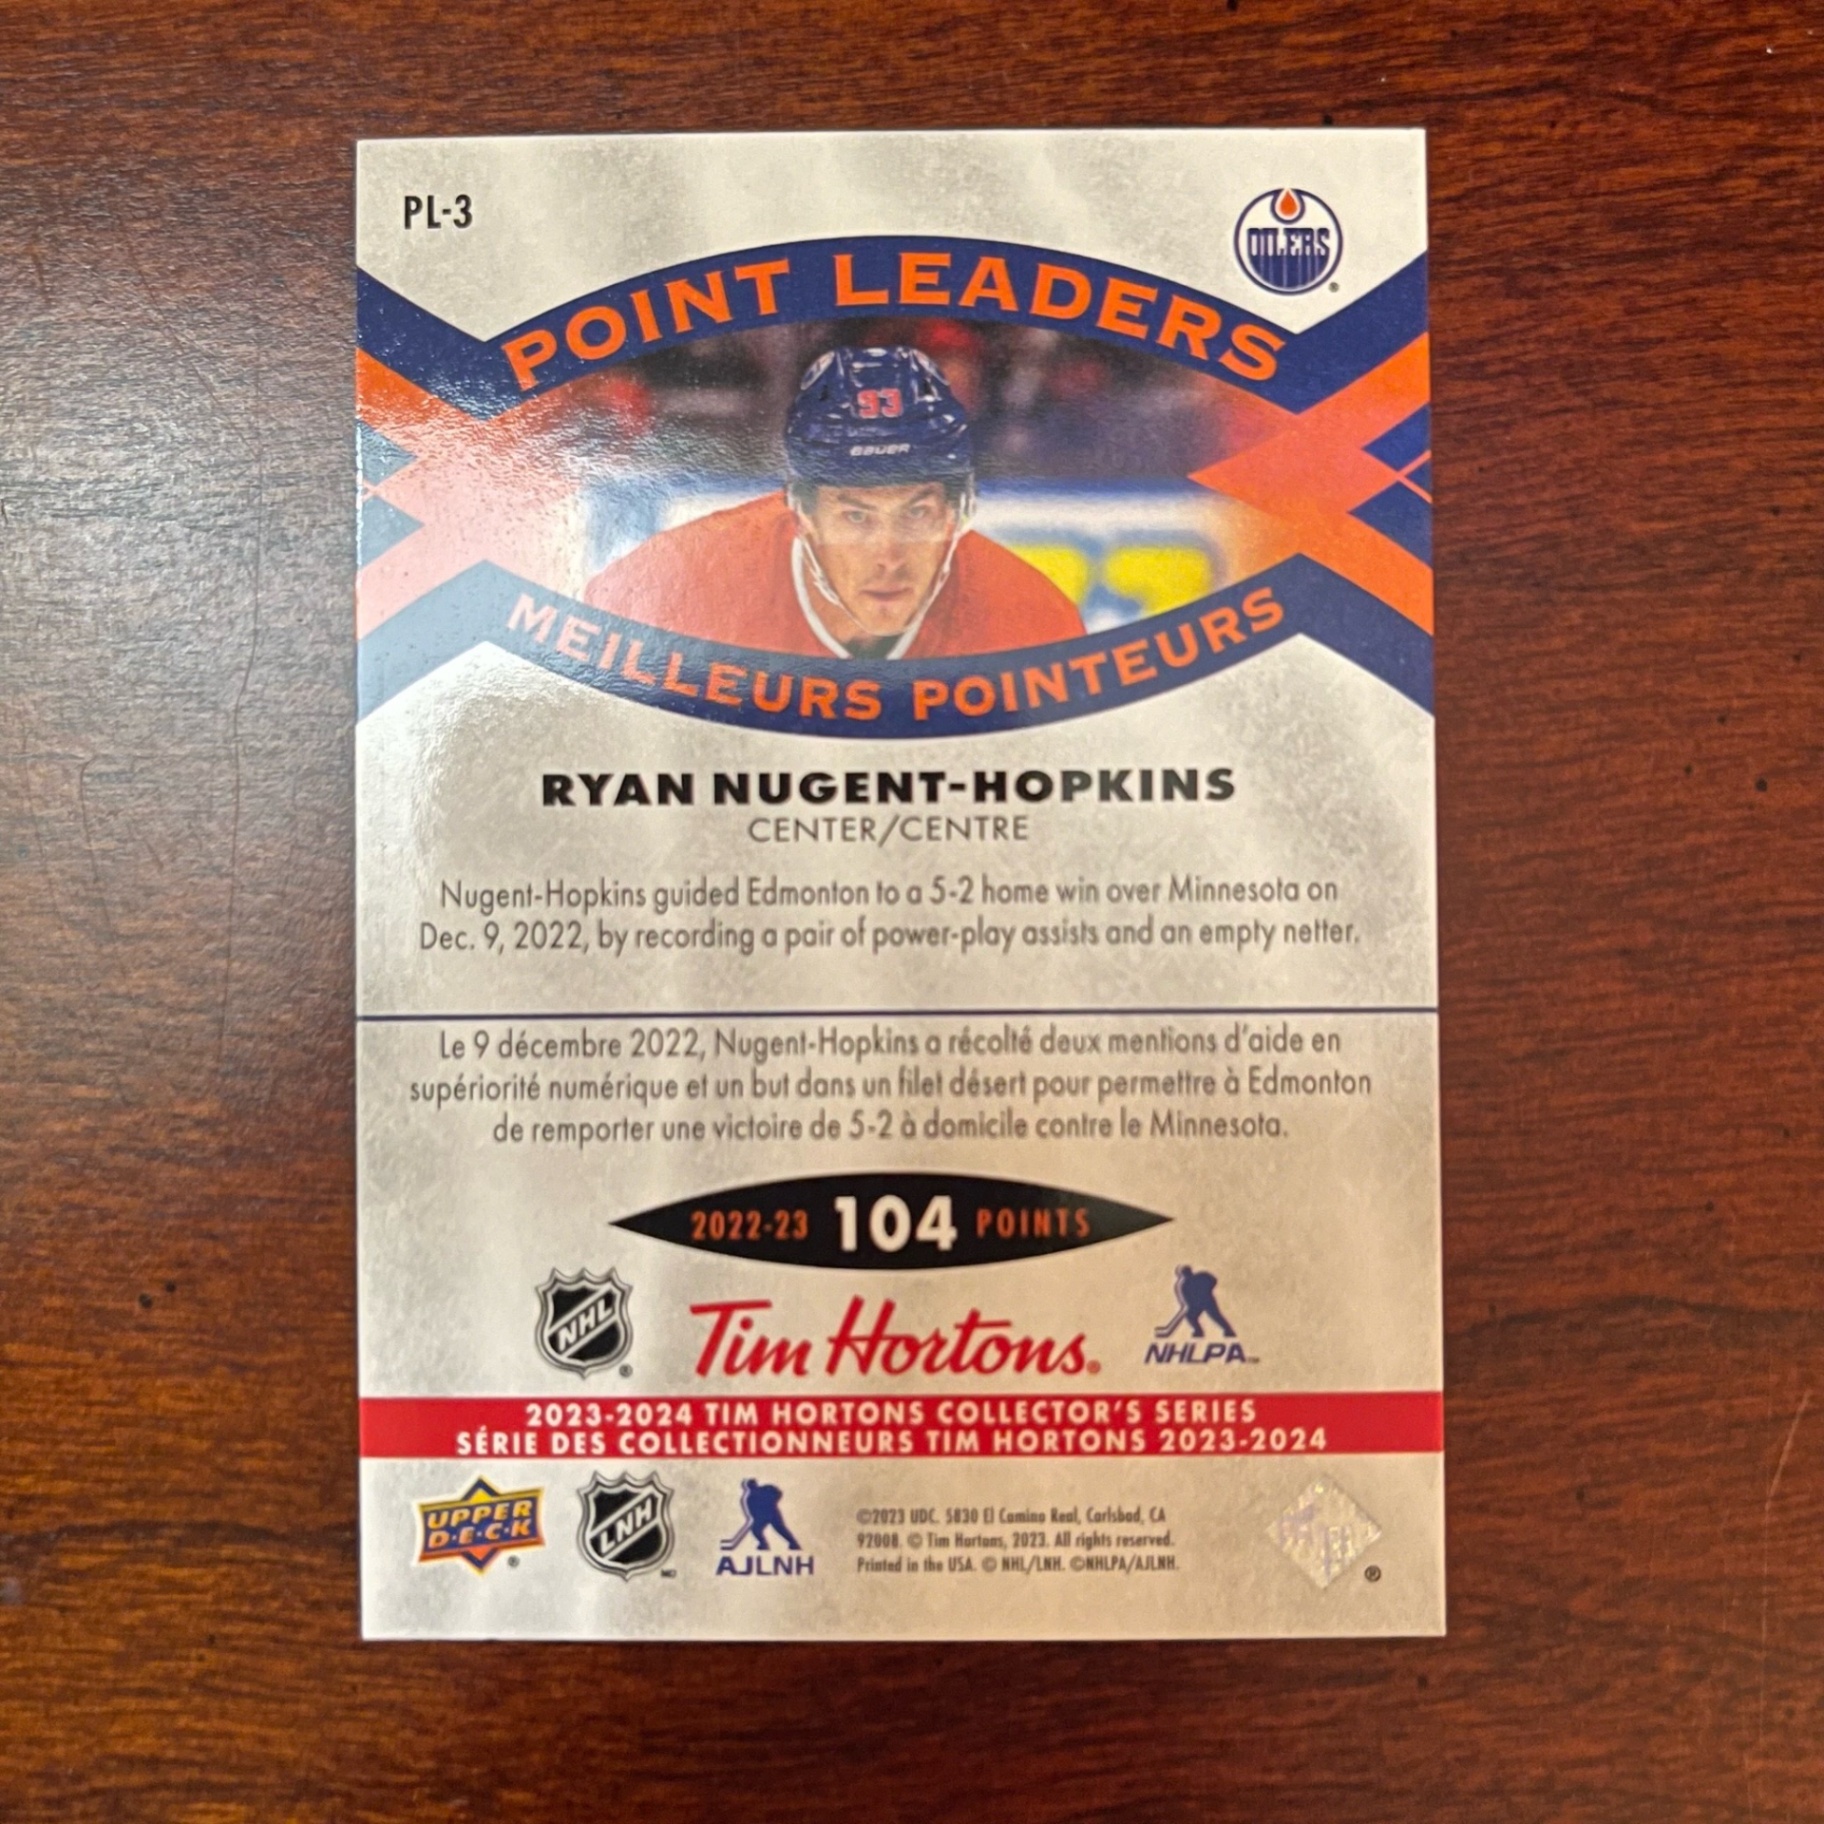 PL-3
OILERS
POINT LEADERS
93
BAUER
MEILLEURS POINTEURS
RYAN NUGENT-HOPKINS
CENTER/CENTRE
Nugent-Hopkins guided Edmonton to a 5-2 home win over Minnesota on
Dec. 9, 2022, by recording a pair of power-play assists and an empty netter.
Le 9 décembre 2022, Nugent-Hopkins a récolté deux mentions d'aide en
supériorité numérique et un but dans un filet désert pour permettre à Edmonton
de remporter une victoire de 5-2 à domicile contre le Minnesota.
2022-23 104 POINTS
NHL ®
Tim Hortons®
NHLPA™
2023-2024 TIM HORTONS COLLECTOR'S SERIES
SÉRIE DES COLLECTIONNEURS TIM HORTONS 2023-2024
UPPER
D·E·C·K ®
LNH MD
AJLNH
©2023 UDC. 5830 El Camino Real, Carlsbad, CA
92008. © Tim Hortons, 2023. All rights reserved.
Printed in the USA. © NHL/LNH. ©NHLPA/AJLNH.
®